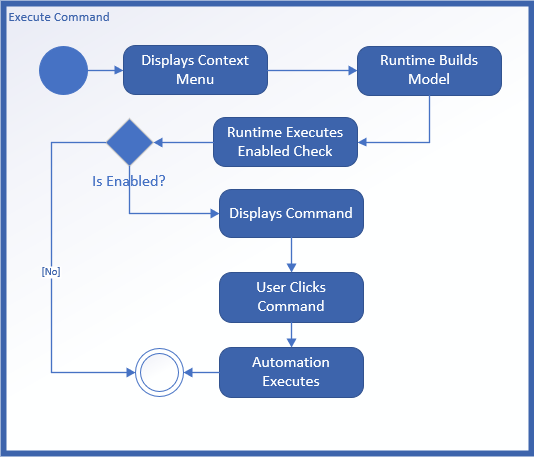 Execute Command
Displays Context
Menu
Runtime Builds
Model
Runtime Executes
Enabled Check
Is Enabled?
Displays Command
[No]
User Clicks
Command
Automation
Executes